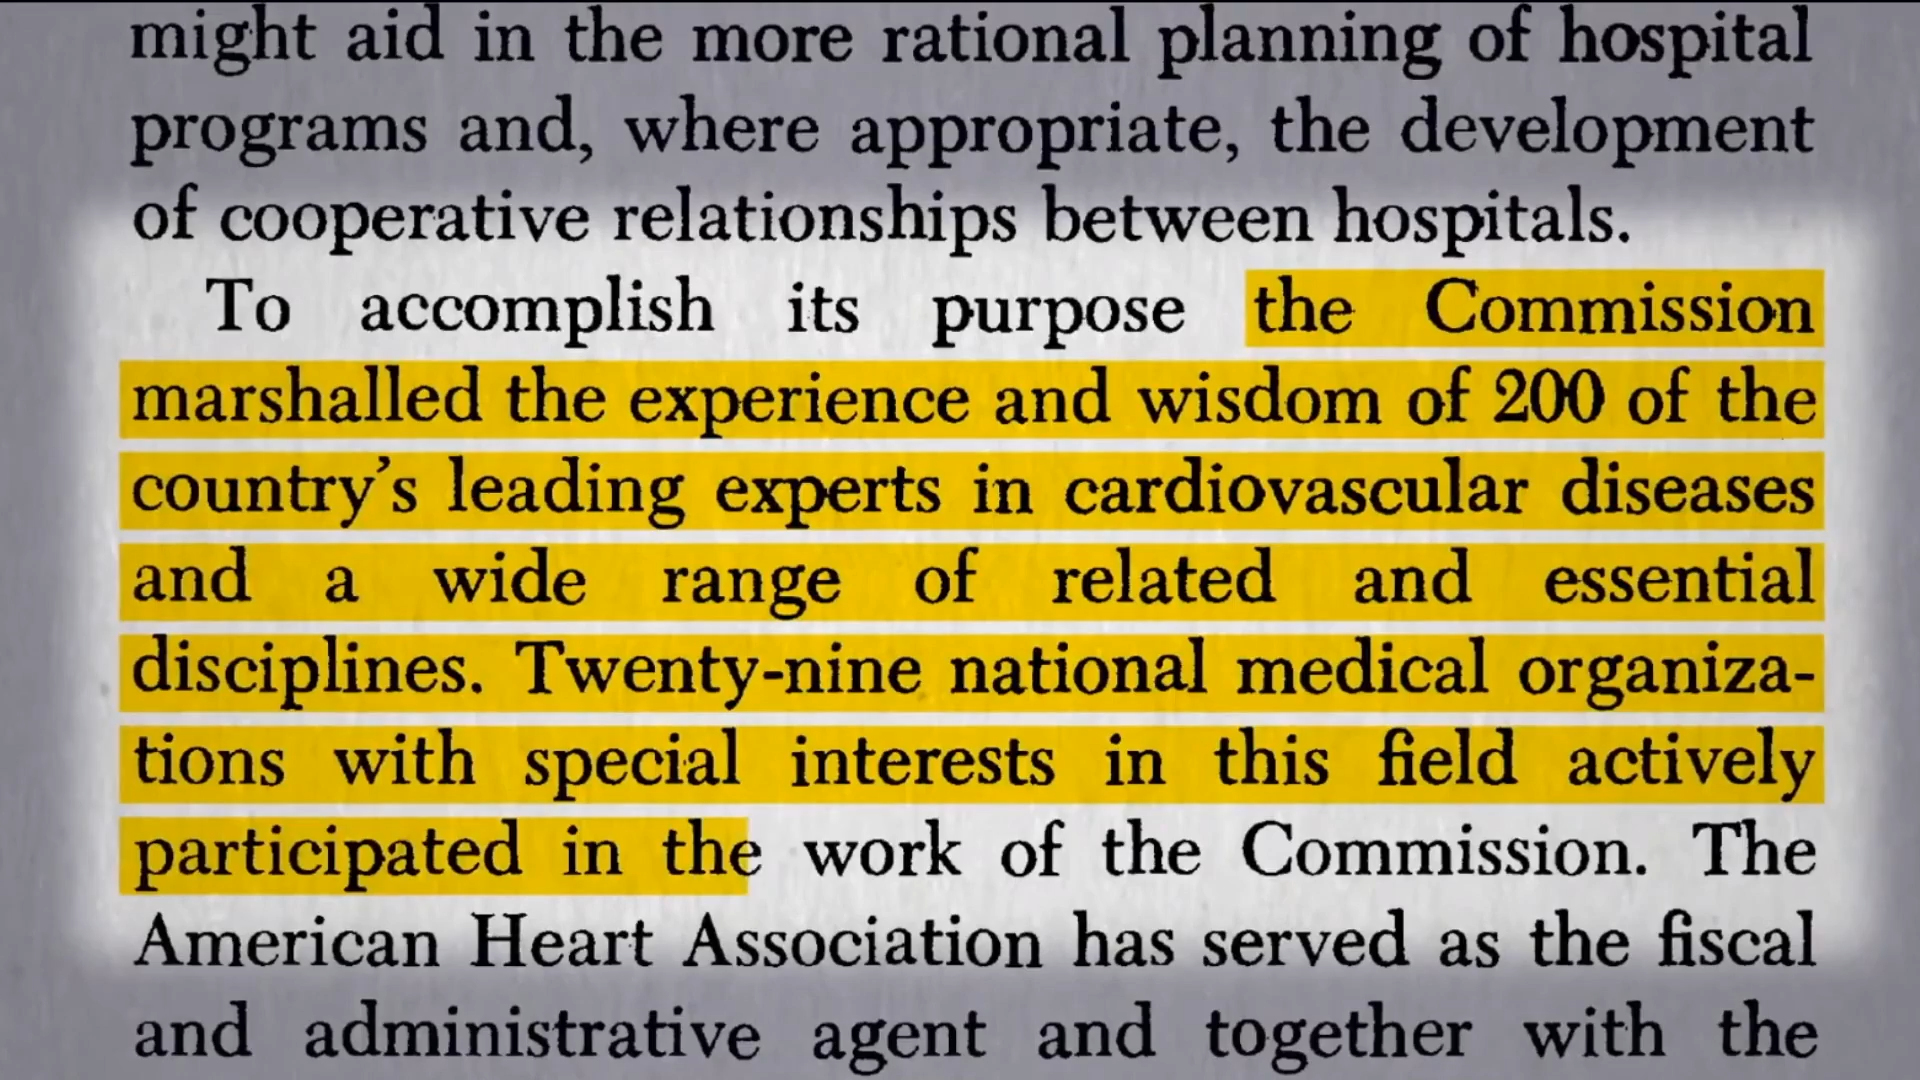 might aid in the more rational planning of hospital
programs and, where appropriate, the development
of cooperative relationships between hospitals.
To accomplish its purpose the Commission
marshalled the experience and wisdom of 200 of the
country's leading experts in cardiovascular diseases
and a wide range of related and essential
disciplines. Twenty-nine national medical organiza-
tions with special interests in this field actively
participated in the work of the Commission. The
American Heart Association has served as the fiscal
and administrative agent and together with the